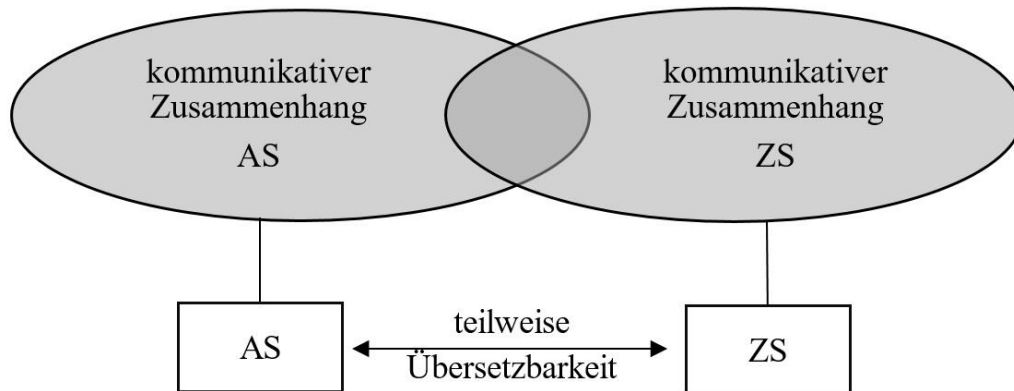 kommunikativer
Zusammenhang
AS
kommunikativer
Zusammenhang
ZS
AS
teilweise
Übersetzbarkeit
ZS